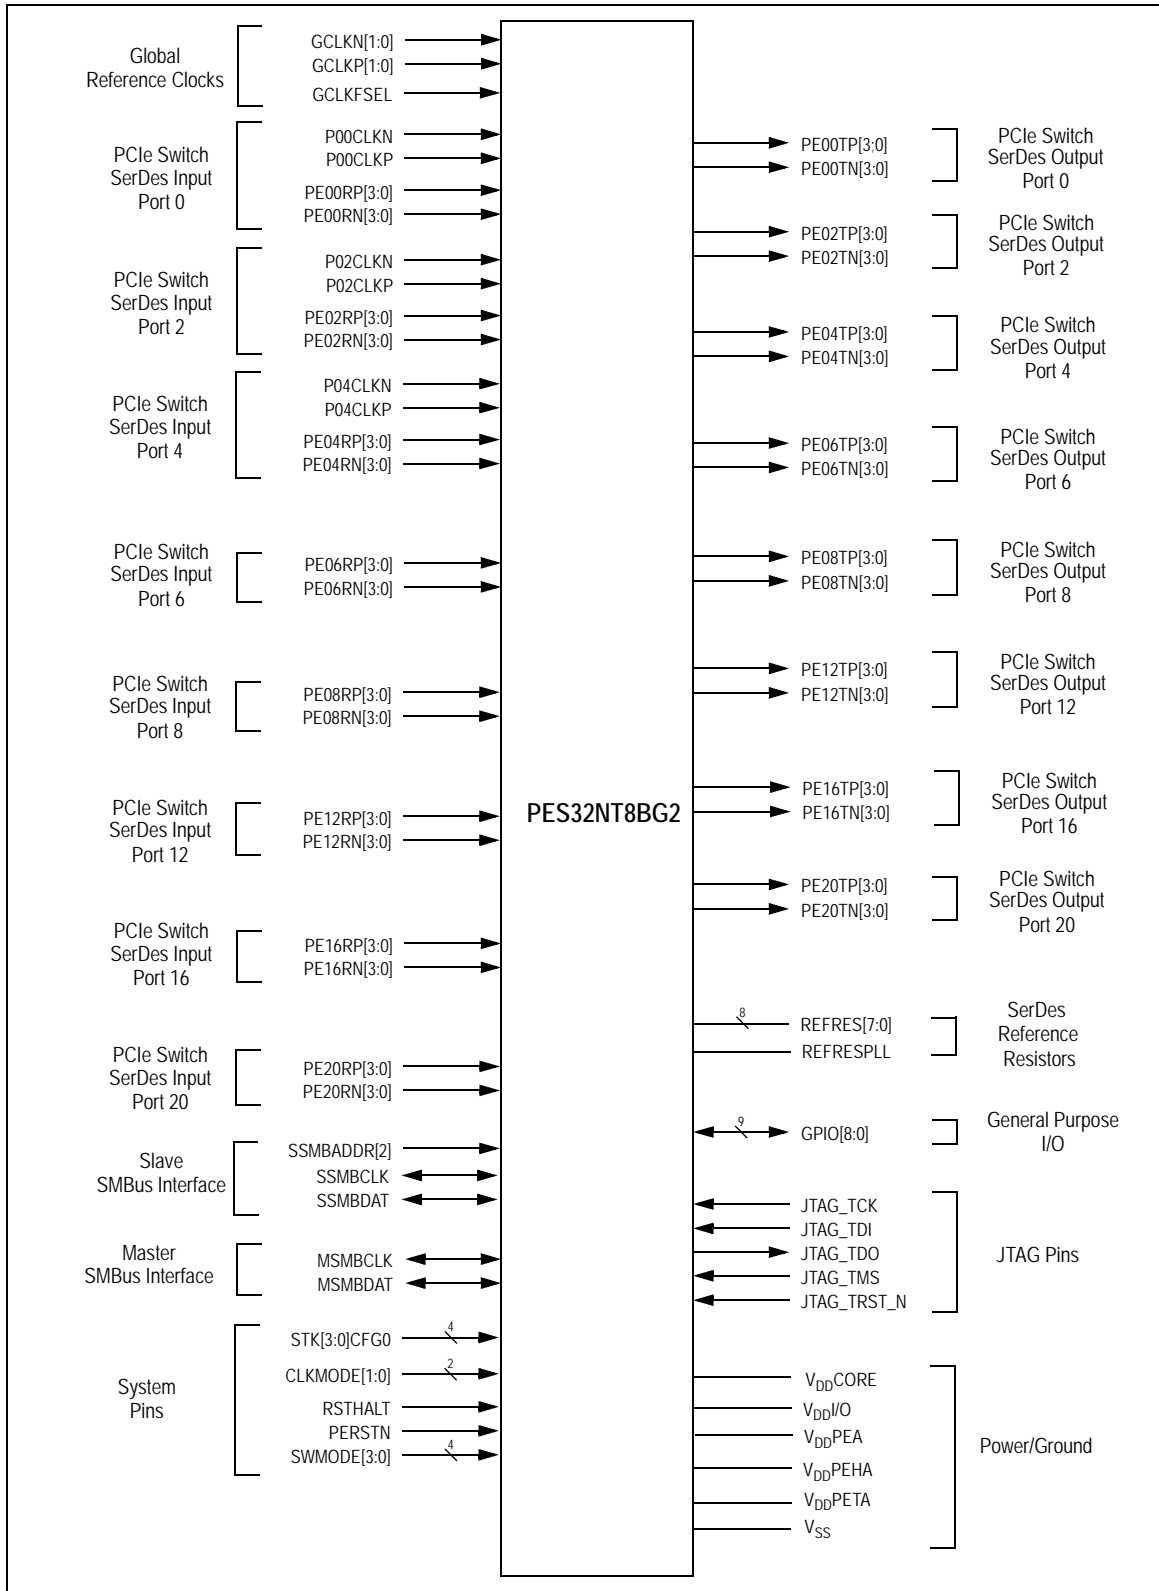 Global
Reference Clocks
GCLKN[1:0]
GCLKP[1:0]
GCLKFSEL
PCIe Switch
SerDes Input
Port 0
P00CLKN
P00CLKP
PE00RP[3:0]
PE00RN[3:0]
PCIe Switch
SerDes Input
Port 2
P02CLKN
P02CLKP
PE02RP[3:0]
PE02RN[3:0]
PCIe Switch
SerDes Input
Port 4
P04CLKN
P04CLKP
PE04RP[3:0]
PE04RN[3:0]
PCIe Switch
SerDes Input
Port 6
PE06RP[3:0]
PE06RN[3:0]
PCIe Switch
SerDes Input
Port 8
PE08RP[3:0]
PE08RN[3:0]
PCIe Switch
SerDes Input
Port 12
PE12RP[3:0]
PE12RN[3:0]
PCIe Switch
SerDes Input
Port 16
PE16RP[3:0]
PE16RN[3:0]
PCIe Switch
SerDes Input
Port 20
PE20RP[3:0]
PE20RN[3:0]
Slave
SMBus Interface
SSMBADDR[2]
SSMBCLK
SSMBDAT
Master
SMBus Interface
MSMBCLK
MSMBDAT
System
Pins
STK[3:0]CFG0
4
CLKMODE[1:0]
2
RSTHALT
PERSTN
SWMODE[3:0]
4
PES32NT8BG2
PE00TP[3;0]
PE00TN[3:0]
PCIe Switch
SerDes Output
Port 0
PE02TP[3:0]
PE02TN[3:0]
PCIe Switch
SerDes Output
Port 2
PE04TP[3:0]
PE04TN[3:0]
PCIe Switch
SerDes Output
Port 4
PE06TP[3:0]
PE06TN[3:0]
PCIe Switch
SerDes Output
Port 6
PE08TP[3:0]
PE08TN[3:0]
PCIe Switch
SerDes Output
Port 8
PE12TP[3:0]
PE12TN[3:0]
PCIe Switch
SerDes Output
Port 12
PE16TP[3:0]
PE16TN[3:0]
PCIe Switch
SerDes Output
Port 16
PE20TP[3:0]
PE20TN[3:0]
PCIe Switch
SerDes Output
Port 20
8
REFRES[7:0]
REFRESPLL
SerDes
Reference
Resistors
9
GPIO[8:0]
General Purpose
I/O
JTAG_TCK
JTAG_TDI
JTAG_TDO
JTAG_TMS
JTAG_TRST_N
JTAG Pins
VDDCORE
VDDI/O
VDDPEA
VDDPEHA
VDDPETA
VSS
Power/Ground